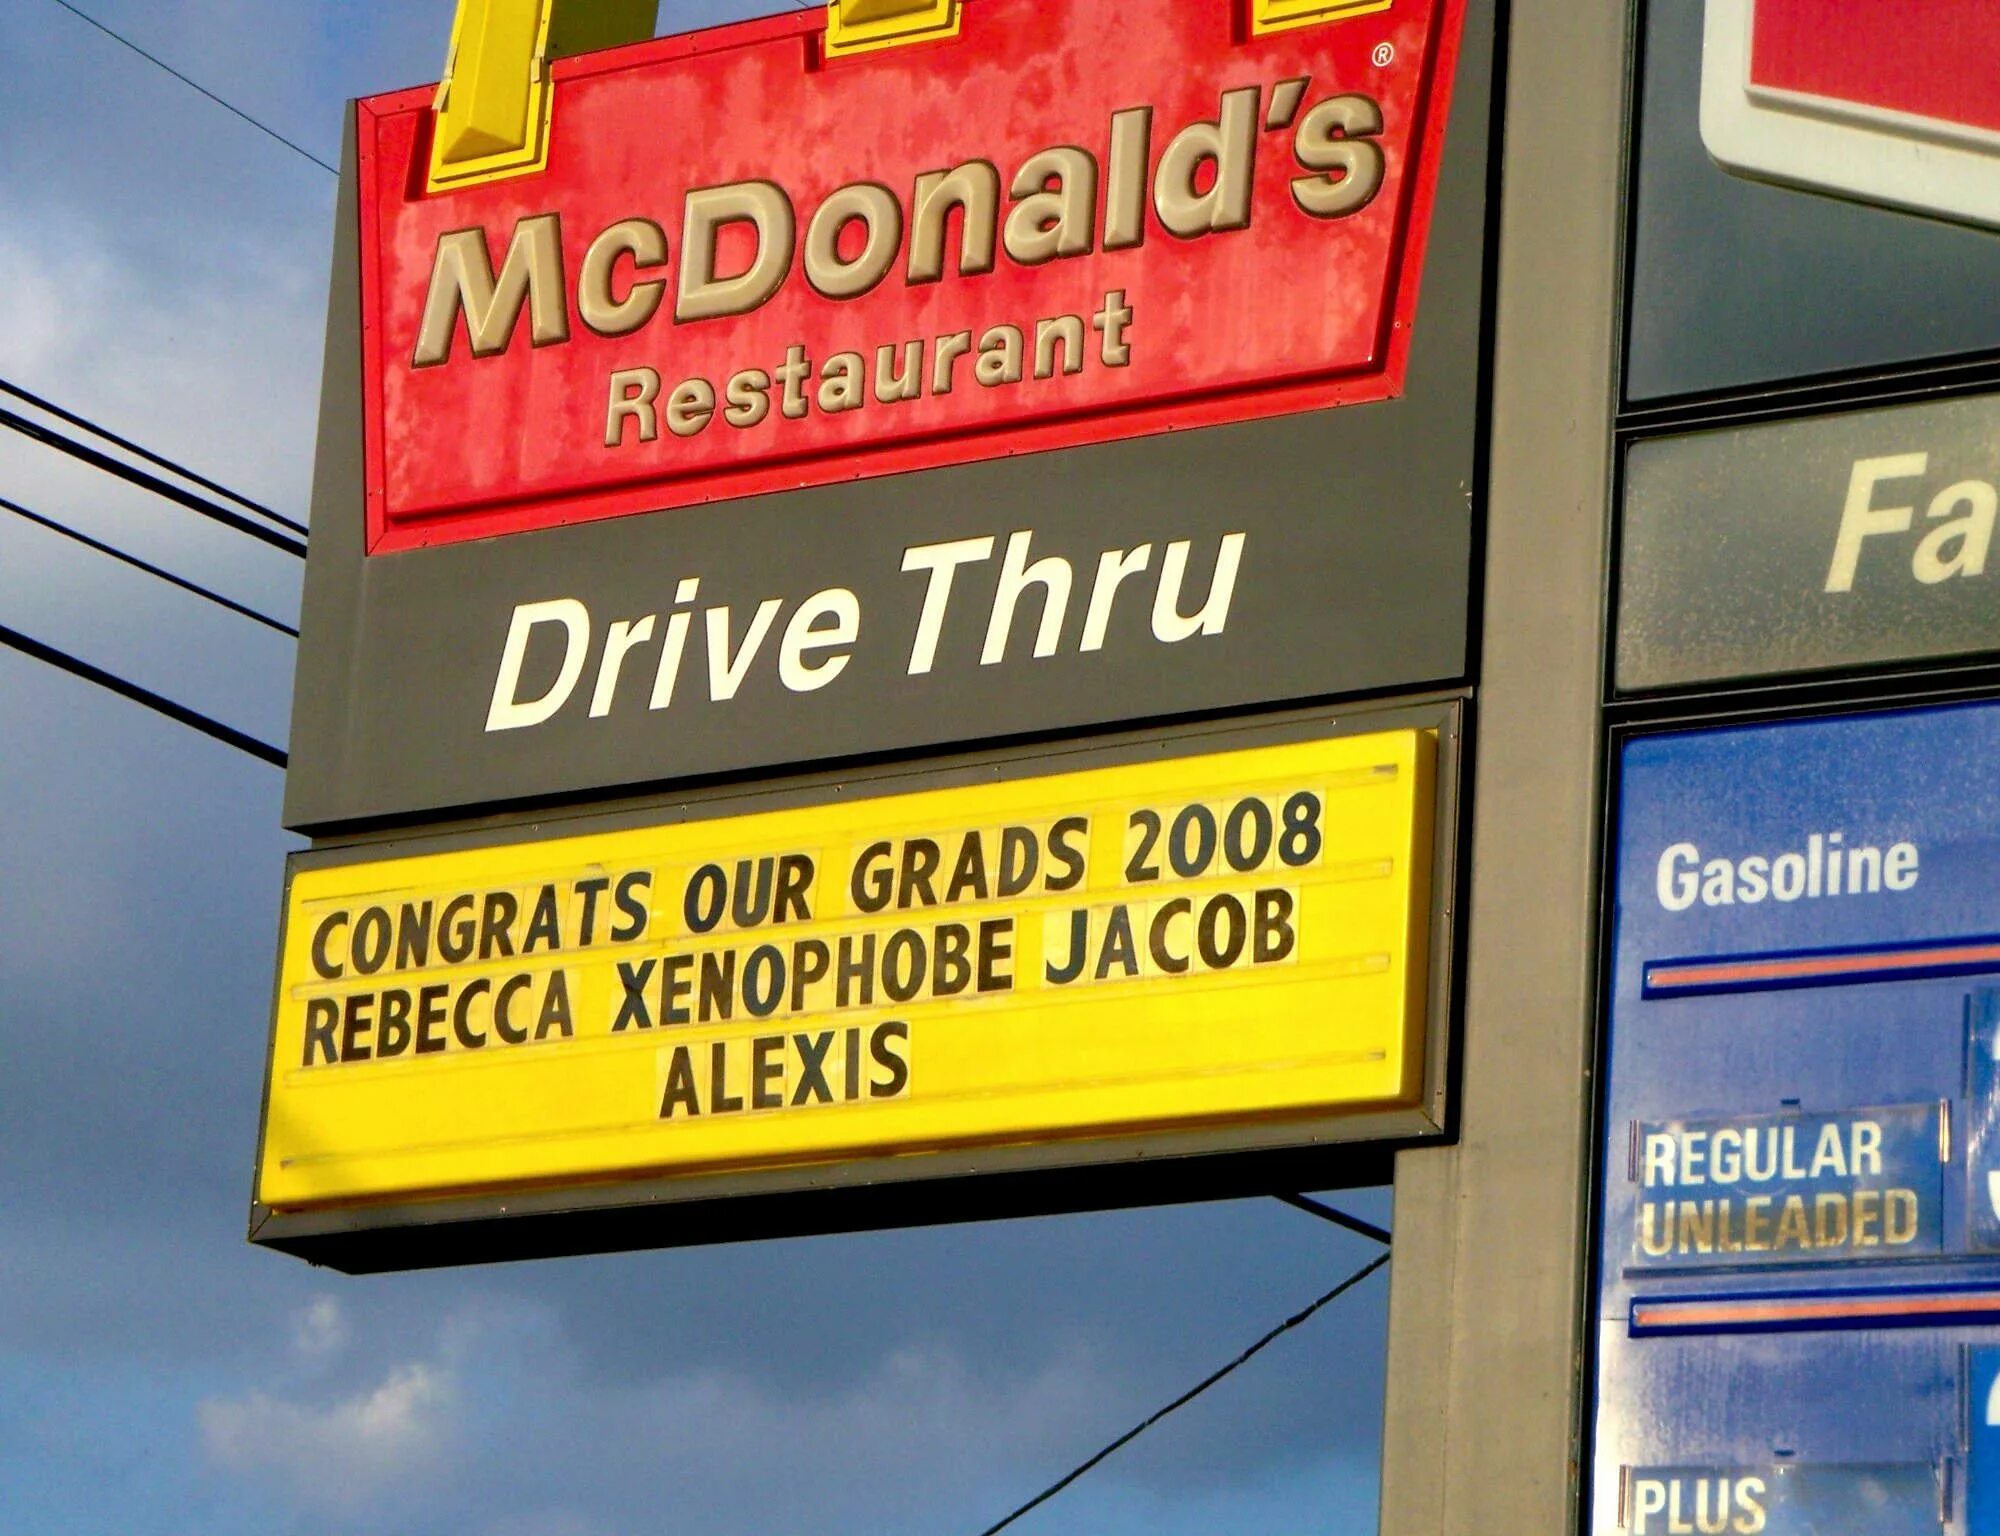 McDonald's ®
Restaurant
Drive Thru
CONGRATS OUR GRADS 2008
REBECCA XENOPHOBE JACOB
ALEXIS
Fa
Gasoline
REGULAR
UNLEADED
PLUS